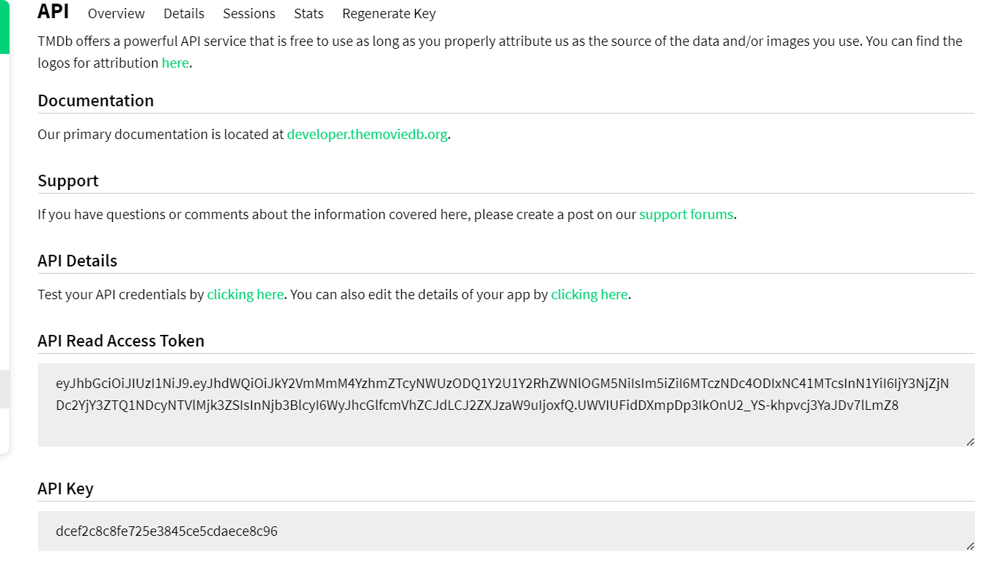 API Overview Details Sessions Stats Regenerate Key
TMDb offers a powerful API service that is free to use as long as you properly attribute us as the source of the data and/or images you use. You can find the
logos for attribution here.
Documentation
Our primary documentation is located at developer.themoviedb.org.
Support
If you have questions or comments about the information covered here, please create a post on our support forums.
API Details
Test your API credentials by clicking here. You can also edit the details of your app by clicking here.
API Read Access Token
eyJhbGciOiJIUzI1NiJ9.eyJhdWQiOiJkY2VmMmM4YzhmZTcyNWUzODQ1Y2U1Y2RhZWNlOGM5NiIsIm5iZiI6MTczNDc4ODIxNC41MTcsInN1YiI6IjY3NjZjN
Dc2YjY3ZTQ1NDcyNTVlMjk3ZSIsInNjb3BlcyI6WyJhcGlfcmVhZCJdLCJ2ZXJzaW9uIjoxfQ.UWVIUFidDXmpDp3IkOnU2_YS-khpvcj3YaJDv7lLmZ8
API Key
dcef2c8c8fe725e3845ce5cdaece8c96